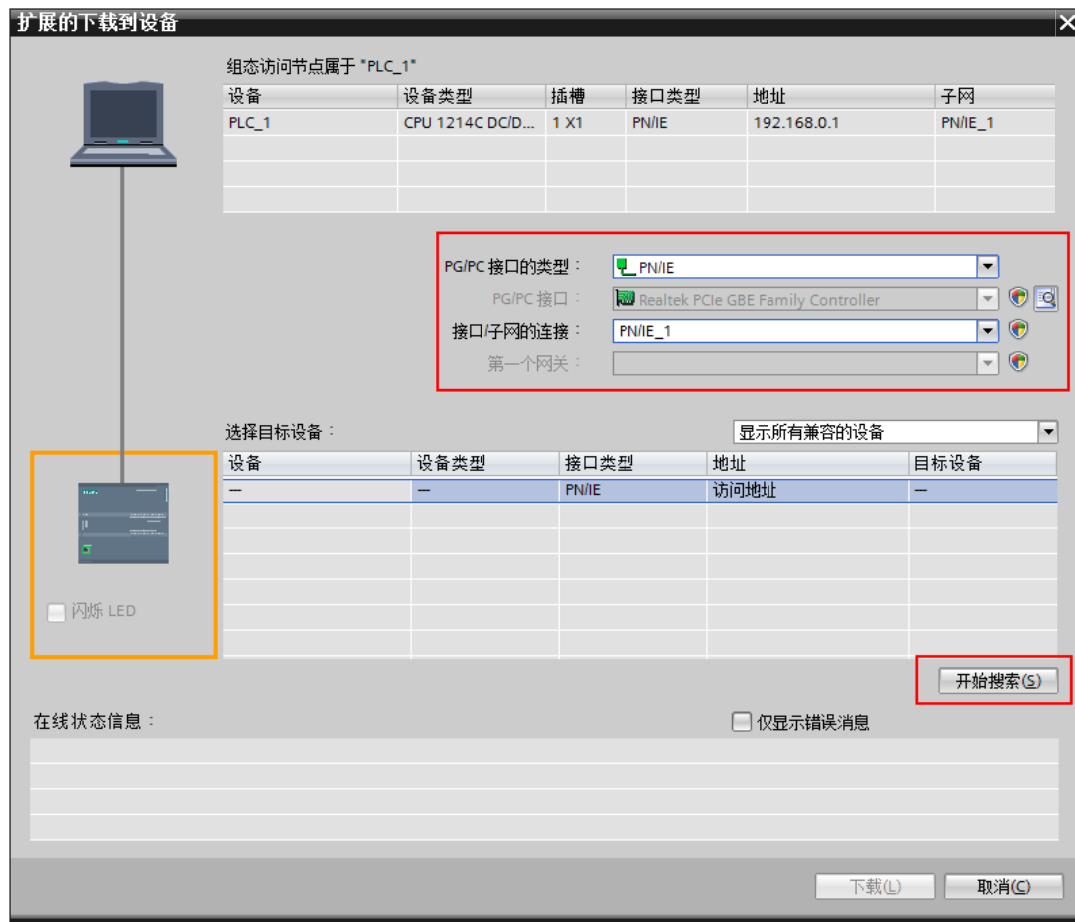 扩展的下载到设备
组态访问节点属于 "PLC_1"
设备 设备类型 插槽 接口类型 地址 子网
PLC_1 CPU 1214C DC/D... 1 X1 PN/IE 192.168.0.1 PN/IE_1
PG/PC 接口的类型： PN/IE
PG/PC 接口： Realtek PCIe GBE Family Controller
接口/子网的连接： PN/IE_1
第一个网关：
选择目标设备： 显示所有兼容的设备
设备 设备类型 接口类型 地址 目标设备
— — PN/IE 访问地址 —
闪烁 LED
开始搜索(S)
在线状态信息： 仅显示错误消息
下载(L) 取消(C)